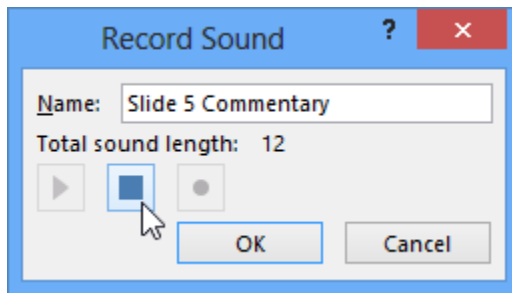 Record Sound ? ×
Name: Slide 5 Commentary
Total sound length: 12
OK Cancel